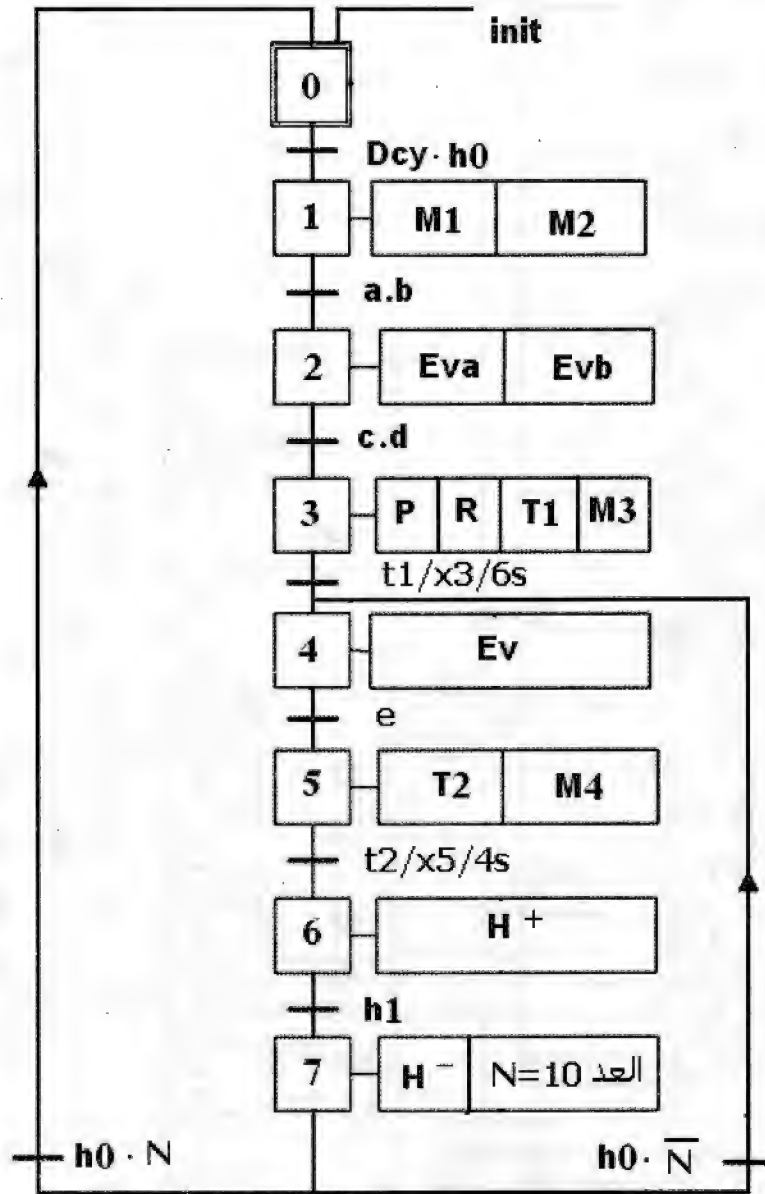 init
0
Dcy · h0
1 M1 M2
a.b
2 Eva Evb
c.d
3 P R T1 M3
t1/x3/6s
4 Ev
e
5 T2 M4
t2/x5/4s
6 H⁺
h1
7 H⁻ N=10 العد
h0 · N h0 · N̅